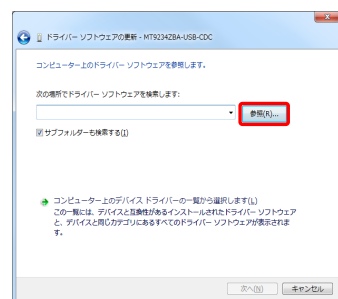 ドライバー ソフトウェアの更新 - MT9234ZBA-USB-CDC
コンピューター上のドライバー ソフトウェアを参照します。
次の場所でドライバー ソフトウェアを検索します:
参照(R)...
サブフォルダーも検索する(I)
コンピューター上のデバイス ドライバーの一覧から選択します(L)
この一覧には、デバイスと互換性があるインストールされたドライバー ソフトウェア
と、デバイスと同じカテゴリにあるすべてのドライバー ソフトウェアが表示されま
す。
次へ(N)
キャンセル